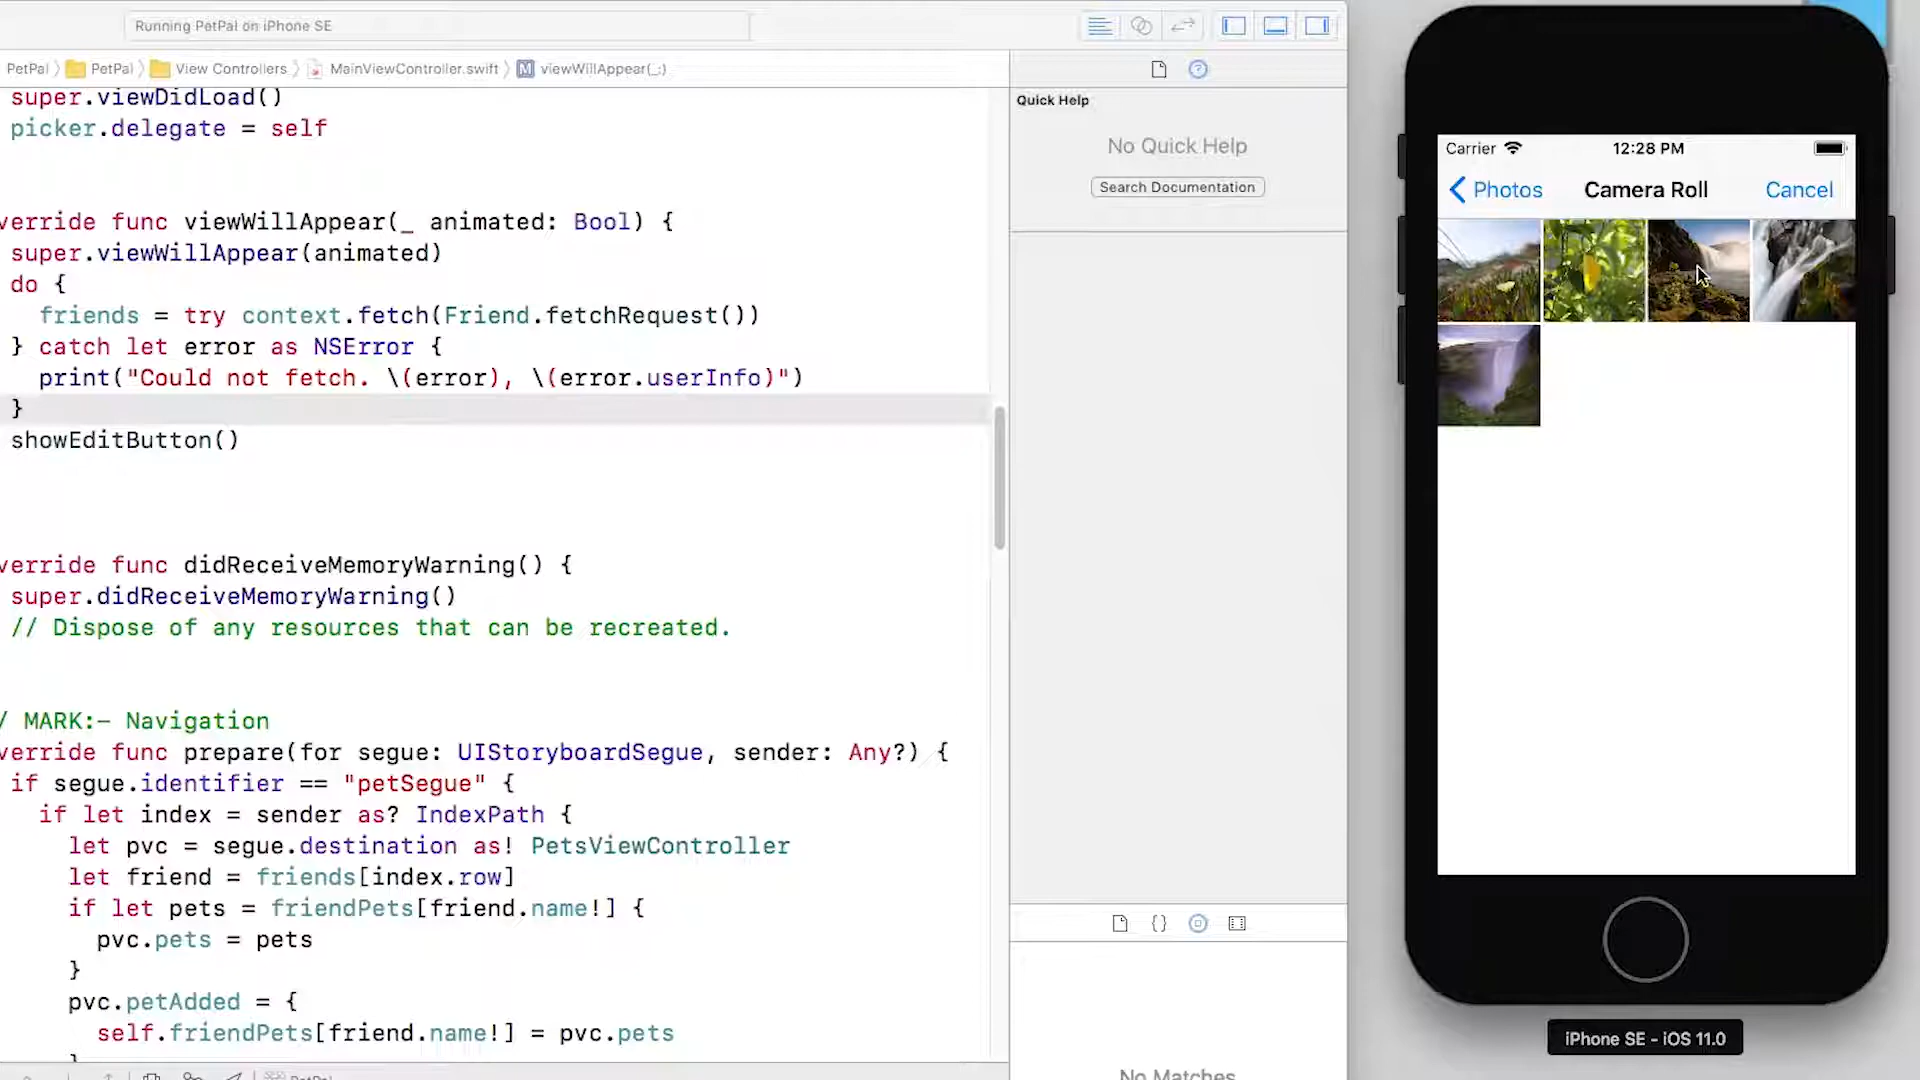 Running PetPal on iPhone SE
PetPal PetPal View Controllers MainViewController.swift M viewWillAppear(_:)
super.viewDidLoad()
picker.delegate = self
verride func viewWillAppear(_ animated: Bool) {
super.viewWillAppear(animated)
do {
friends = try context.fetch(Friend.fetchRequest())
} catch let error as NSError {
print("Could not fetch. \(error), \(error.userInfo)")
}
showEditButton()
verride func didReceiveMemoryWarning() {
super.didReceiveMemoryWarning()
// Dispose of any resources that can be recreated.
/ MARK:- Navigation
verride func prepare(for segue: UIStoryboardSegue, sender: Any?) {
if segue.identifier == "petSegue" {
if let index = sender as? IndexPath {
let pvc = segue.destination as! PetsViewController
let friend = friends[index.row]
if let pets = friendPets[friend.name!] {
pvc.pets = pets
}
pvc.petAdded = {
self.friendPets[friend.name!] = pvc.pets
}
PetPal
Quick Help
No Quick Help
Search Documentation
{}
No Matches
Carrier 12:28 PM
Photos Camera Roll Cancel
iPhone SE - iOS 11.0